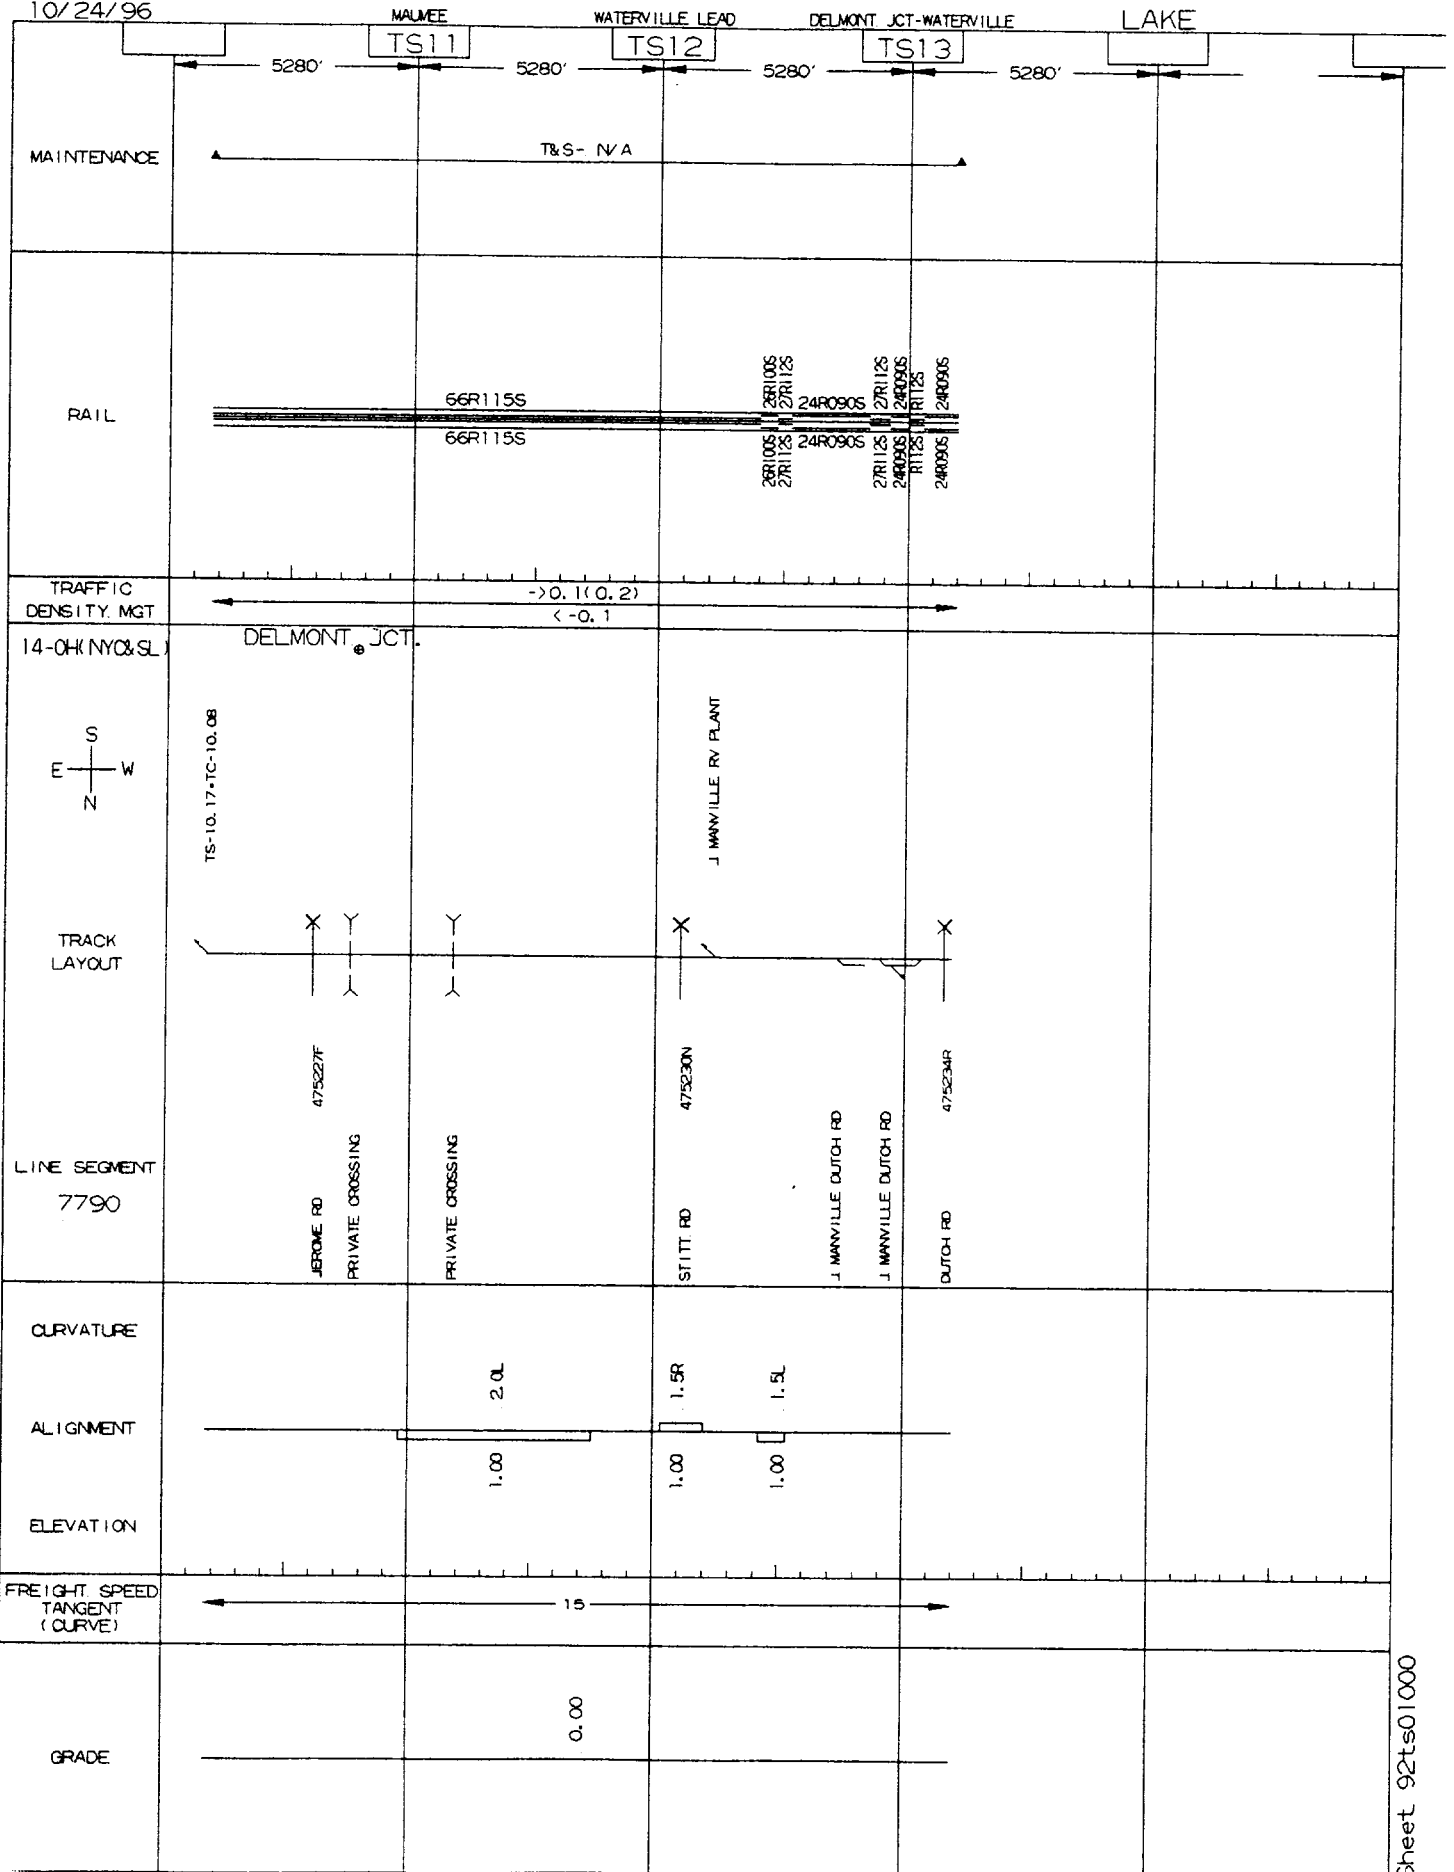 10/24/96
MAUMEE WATERVILLE LEAD DELMONT JCT-WATERVILLE LAKE
TS11 TS12 TS13
5280' 5280' 5280' 5280'
MAINTENANCE
T&S- N/A
RAIL
66R115S
66R115S
26R100S
27R112S
24R090S
27R112S
24R090S
R112S
24R090S
26R100S
27R112S
24R090S
27R112S
24R090S
R112S
24R090S
TRAFFIC
DENSITY. MGT
->0.1(0.2)
<-0.1
14-OH(NYC&SL)
DELMONT JCT.
S
E W
N
TS-10.17=TC-10.08
J MANVILLE RV PLANT
TRACK
LAYOUT
475227F
475230N
475234R
LINE SEGMENT
7790
JEROME RD
PRIVATE CROSSING
PRIVATE CROSSING
STITT RD
J MANVILLE DUTCH RD
J MANVILLE DUTCH RD
DUTCH RD
CURVATURE
2.0L 1.5R 1.5L
ALIGNMENT
1.00 1.00 1.00
ELEVATION
FREIGHT SPEED
TANGENT
(CURVE)
15
0.00
GRADE
Sheet 92ts01000